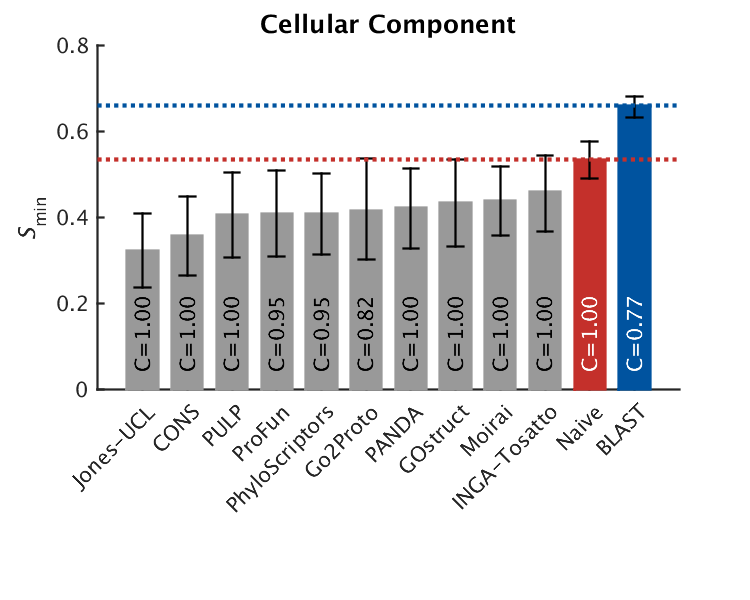 Cellular Component
0.8
0.6
0.4
0.2
0
Smin
C=1.00
C=1.00
C=1.00
C=0.95
C=0.95
C=0.82
C=1.00
C=1.00
C=1.00
C=1.00
C=1.00
C=0.77
Jones-UCL
CONS
PULP
ProFun
PhyloScriptors
Go2Proto
PANDA
GOstruct
Moirai
INGA-Tosatto
Naive
BLAST